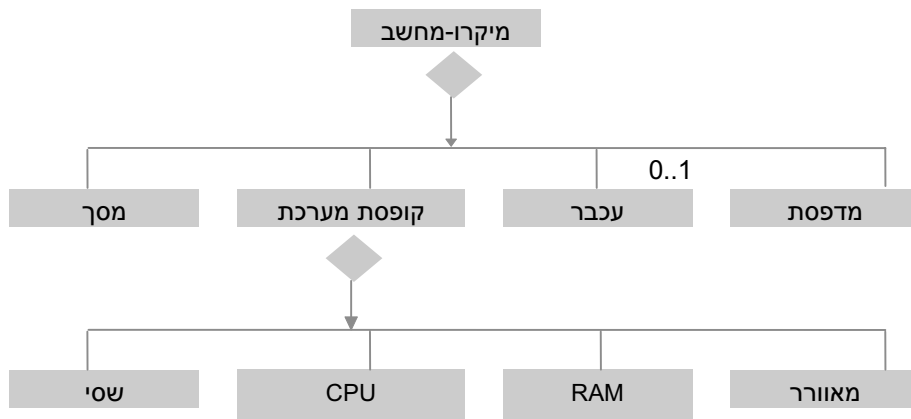 מיקרו-מחשב
0..1
מדפסת
עכבר
קופסת מערכת
מסך
מאוורר
RAM
CPU
שסי